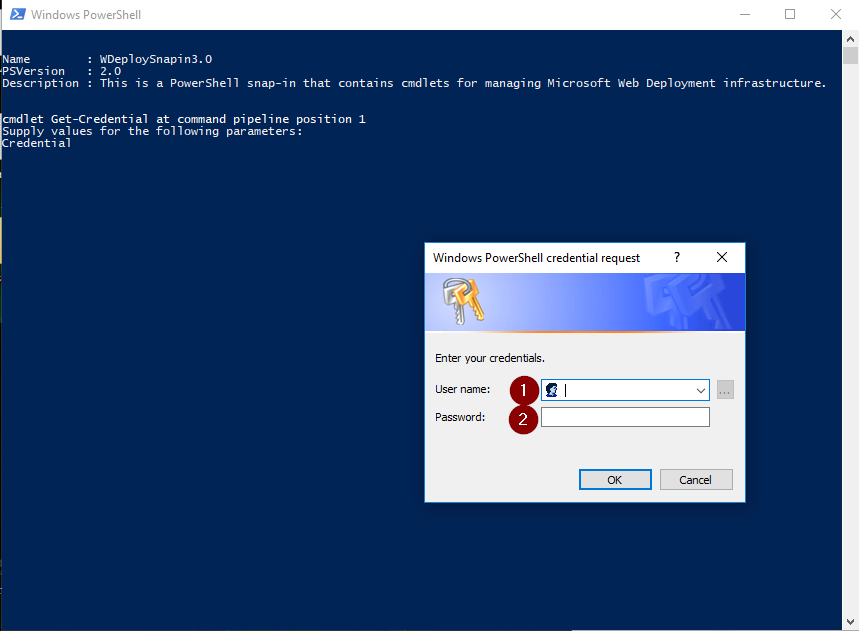 Windows PowerShell
Name       : WDeploySnapin3.0
PSVersion  : 2.0
Description : This is a PowerShell snap-in that contains cmdlets for managing Microsoft Web Deployment infrastructure.
cmdlet Get-Credential at command pipeline position 1
Supply values for the following parameters:
Credential
Windows PowerShell credential request
?
Enter your credentials.
User name: 1
...
Password: 2
OK Cancel